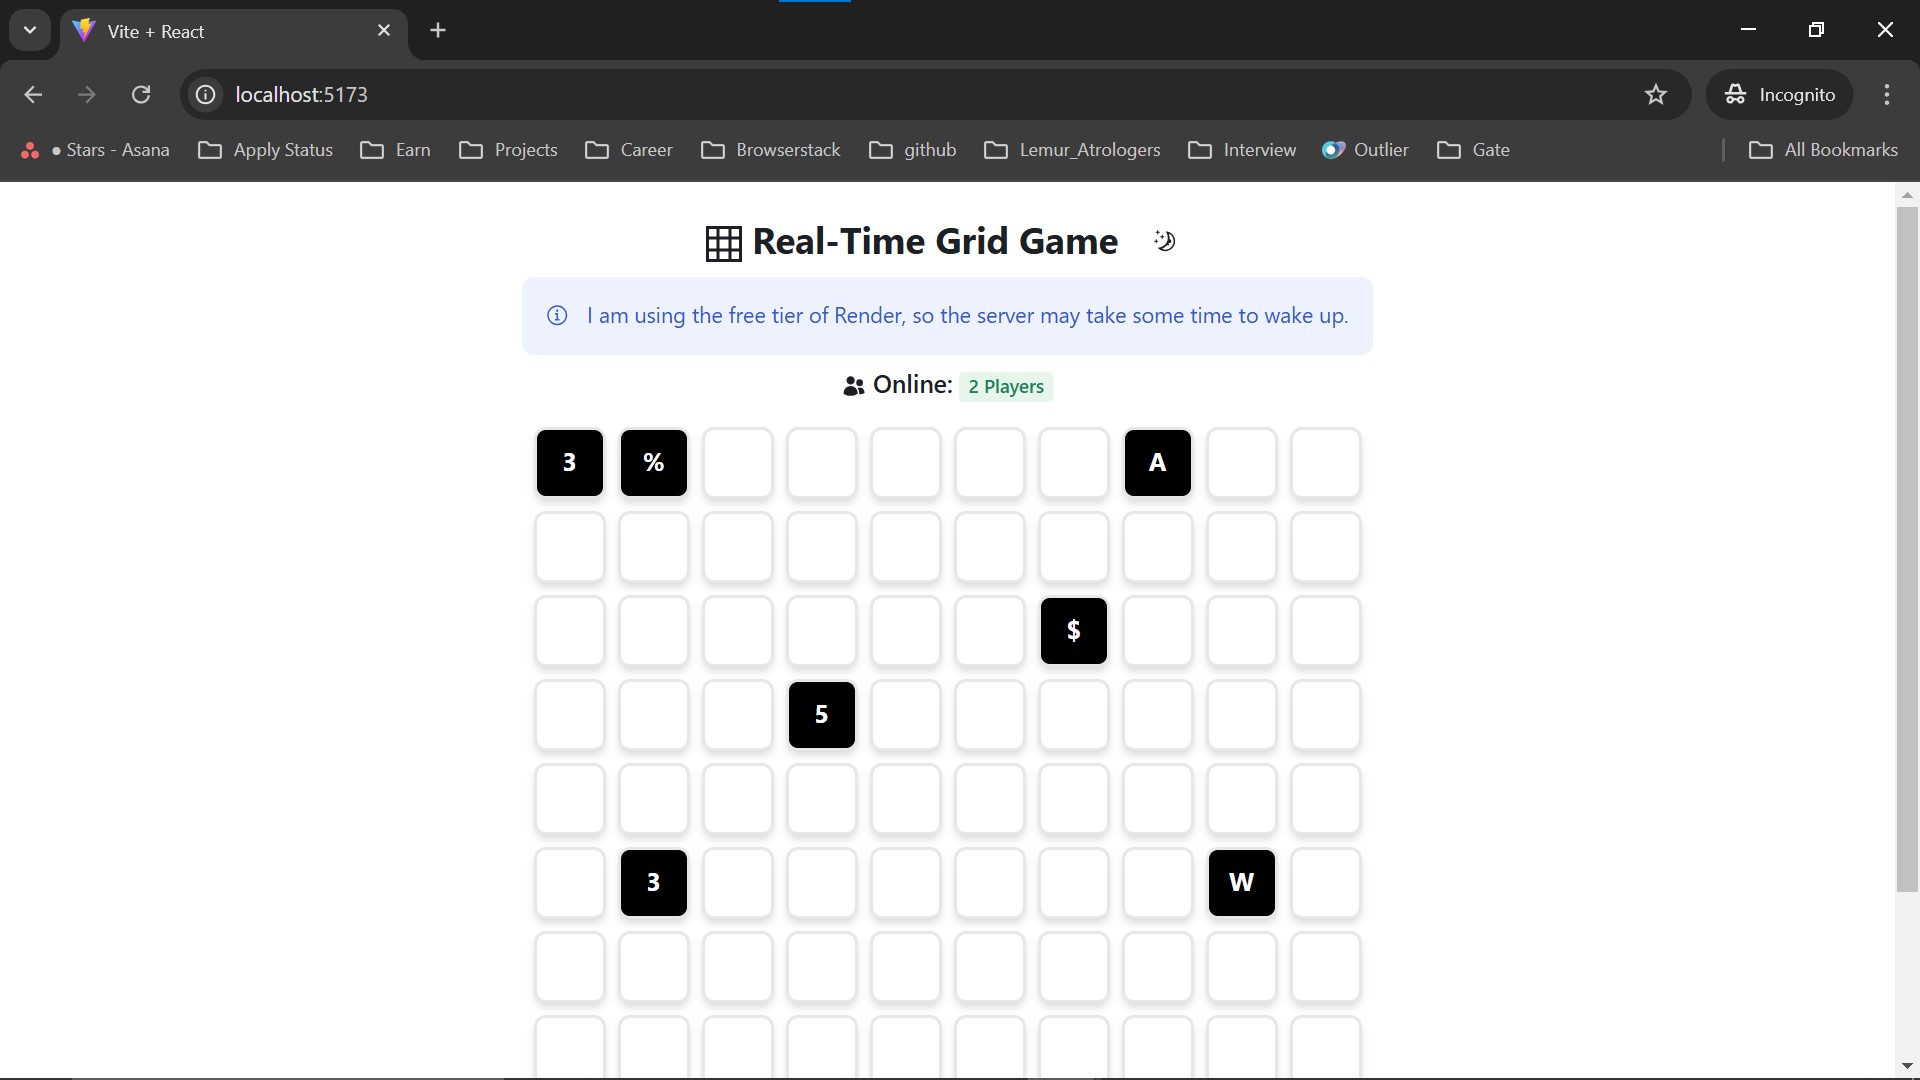 Vite + React
localhost:5173
Incognito
● Stars - Asana Apply Status Earn Projects Career Browserstack github Lemur_Atrologers Interview Outlier Gate All Bookmarks
Real-Time Grid Game
I am using the free tier of Render, so the server may take some time to wake up.
Online: 2 Players
3 % A
$
5
3 W